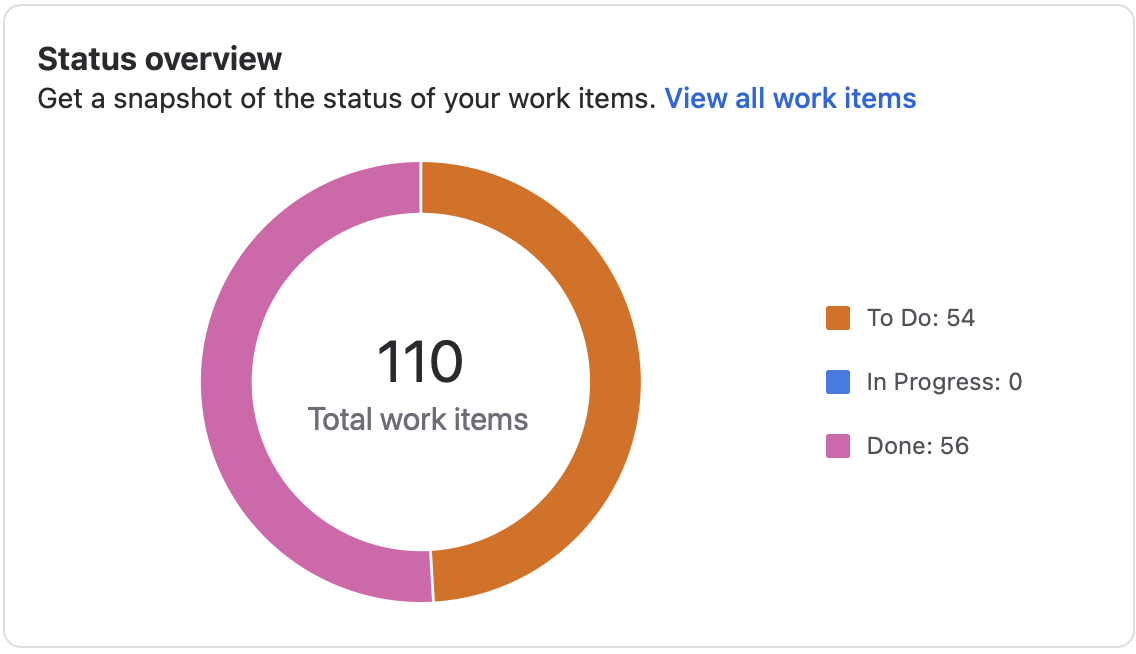 Status overview
Get a snapshot of the status of your work items. View all work items
110
Total work items
To Do: 54
In Progress: 0
Done: 56